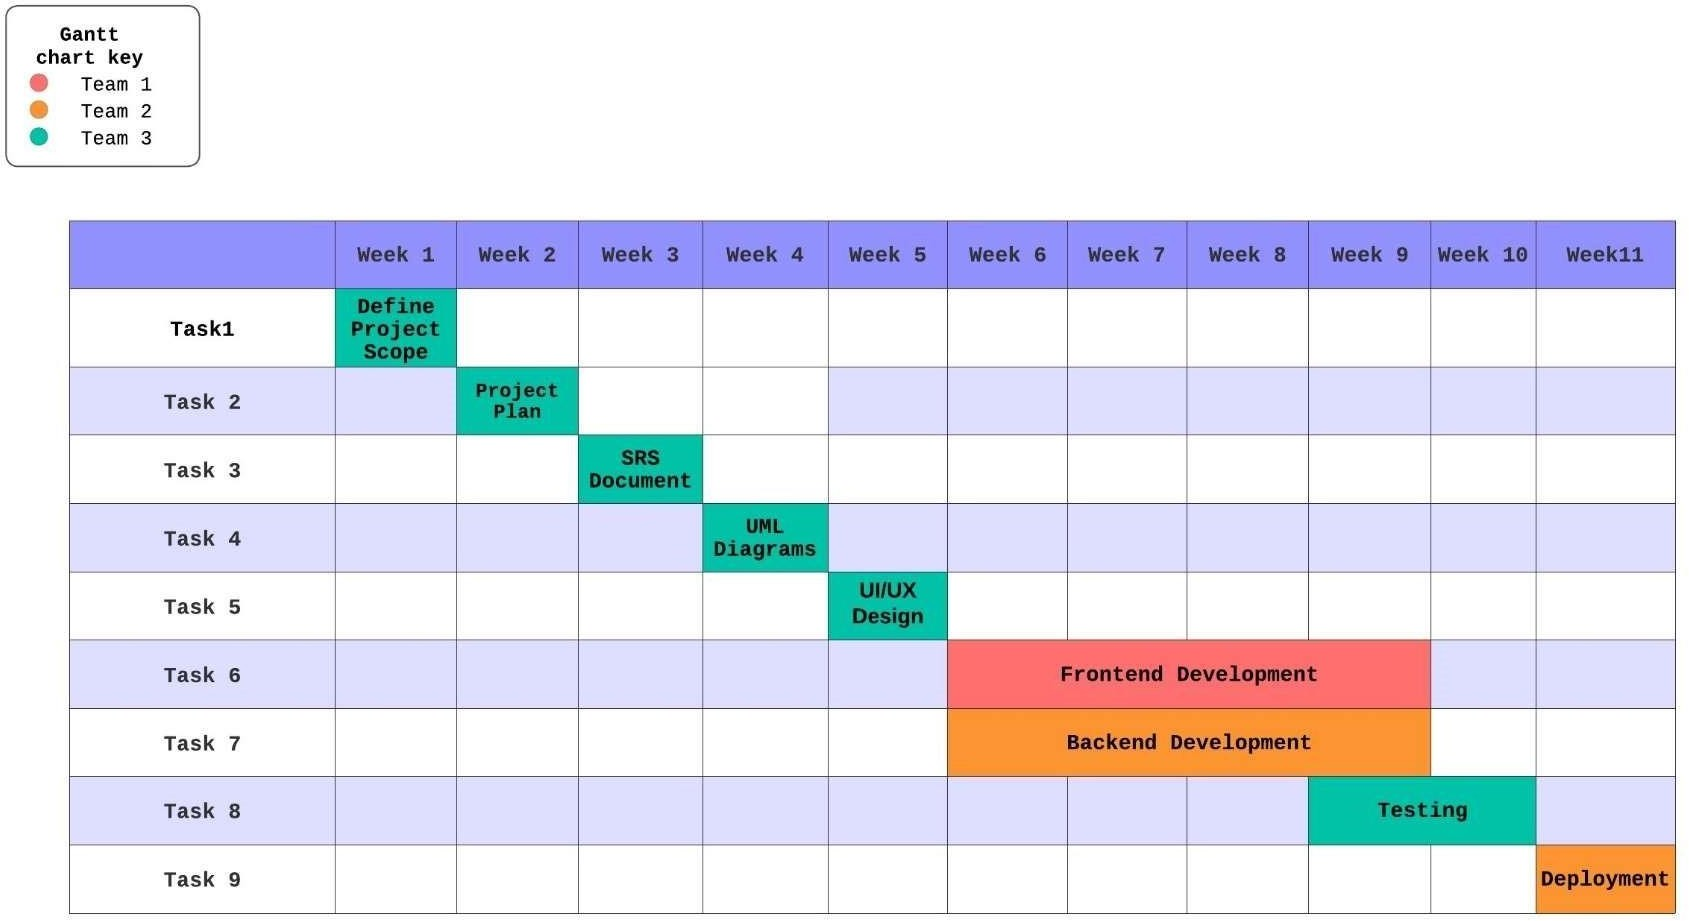 Gantt
chart key
Team 1
Team 2
Team 3
Week 1 Week 2 Week 3 Week 4 Week 5 Week 6 Week 7 Week 8 Week 9 Week 10 Week11
Task1
Define
Project
Scope
Task 2
Project
Plan
Task 3
SRS
Document
Task 4
UML
Diagrams
Task 5
UI/UX
Design
Task 6
Frontend Development
Task 7
Backend Development
Task 8
Testing
Task 9
Deployment